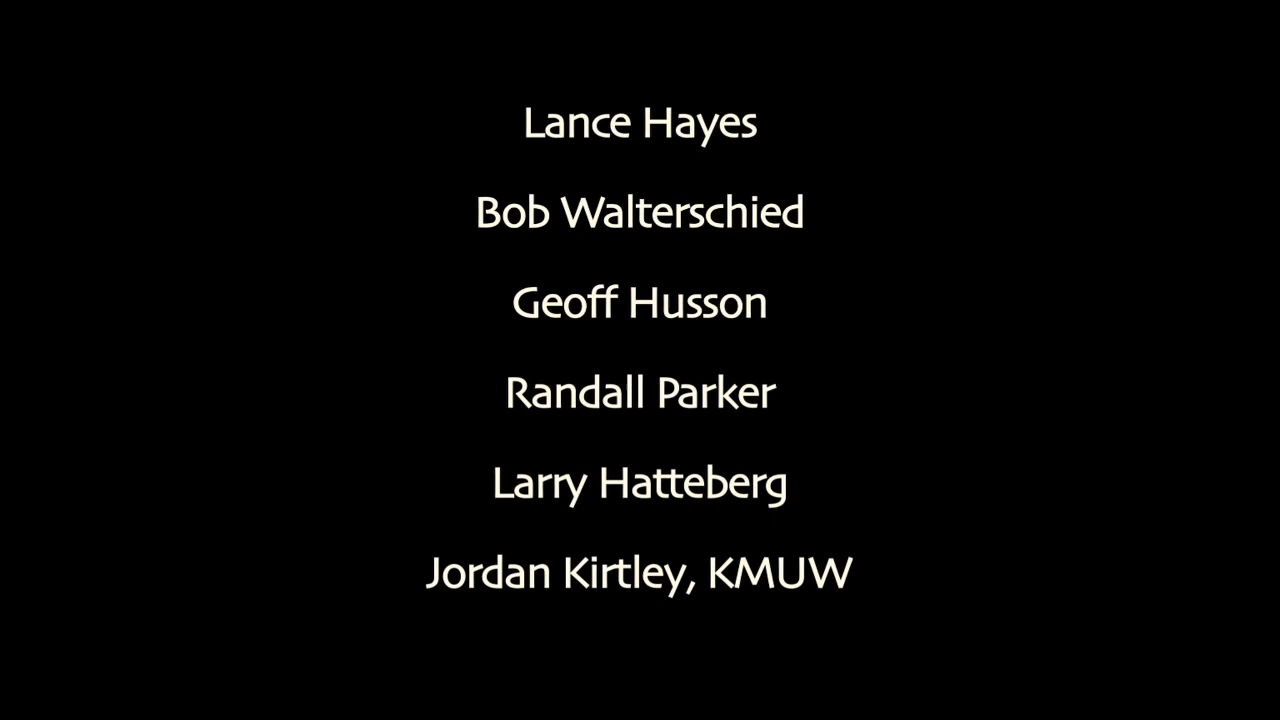 Lance Hayes
Bob Walterschied
Geoff Husson
Randall Parker
Larry Hatteberg
Jordan Kirtley, KMUW